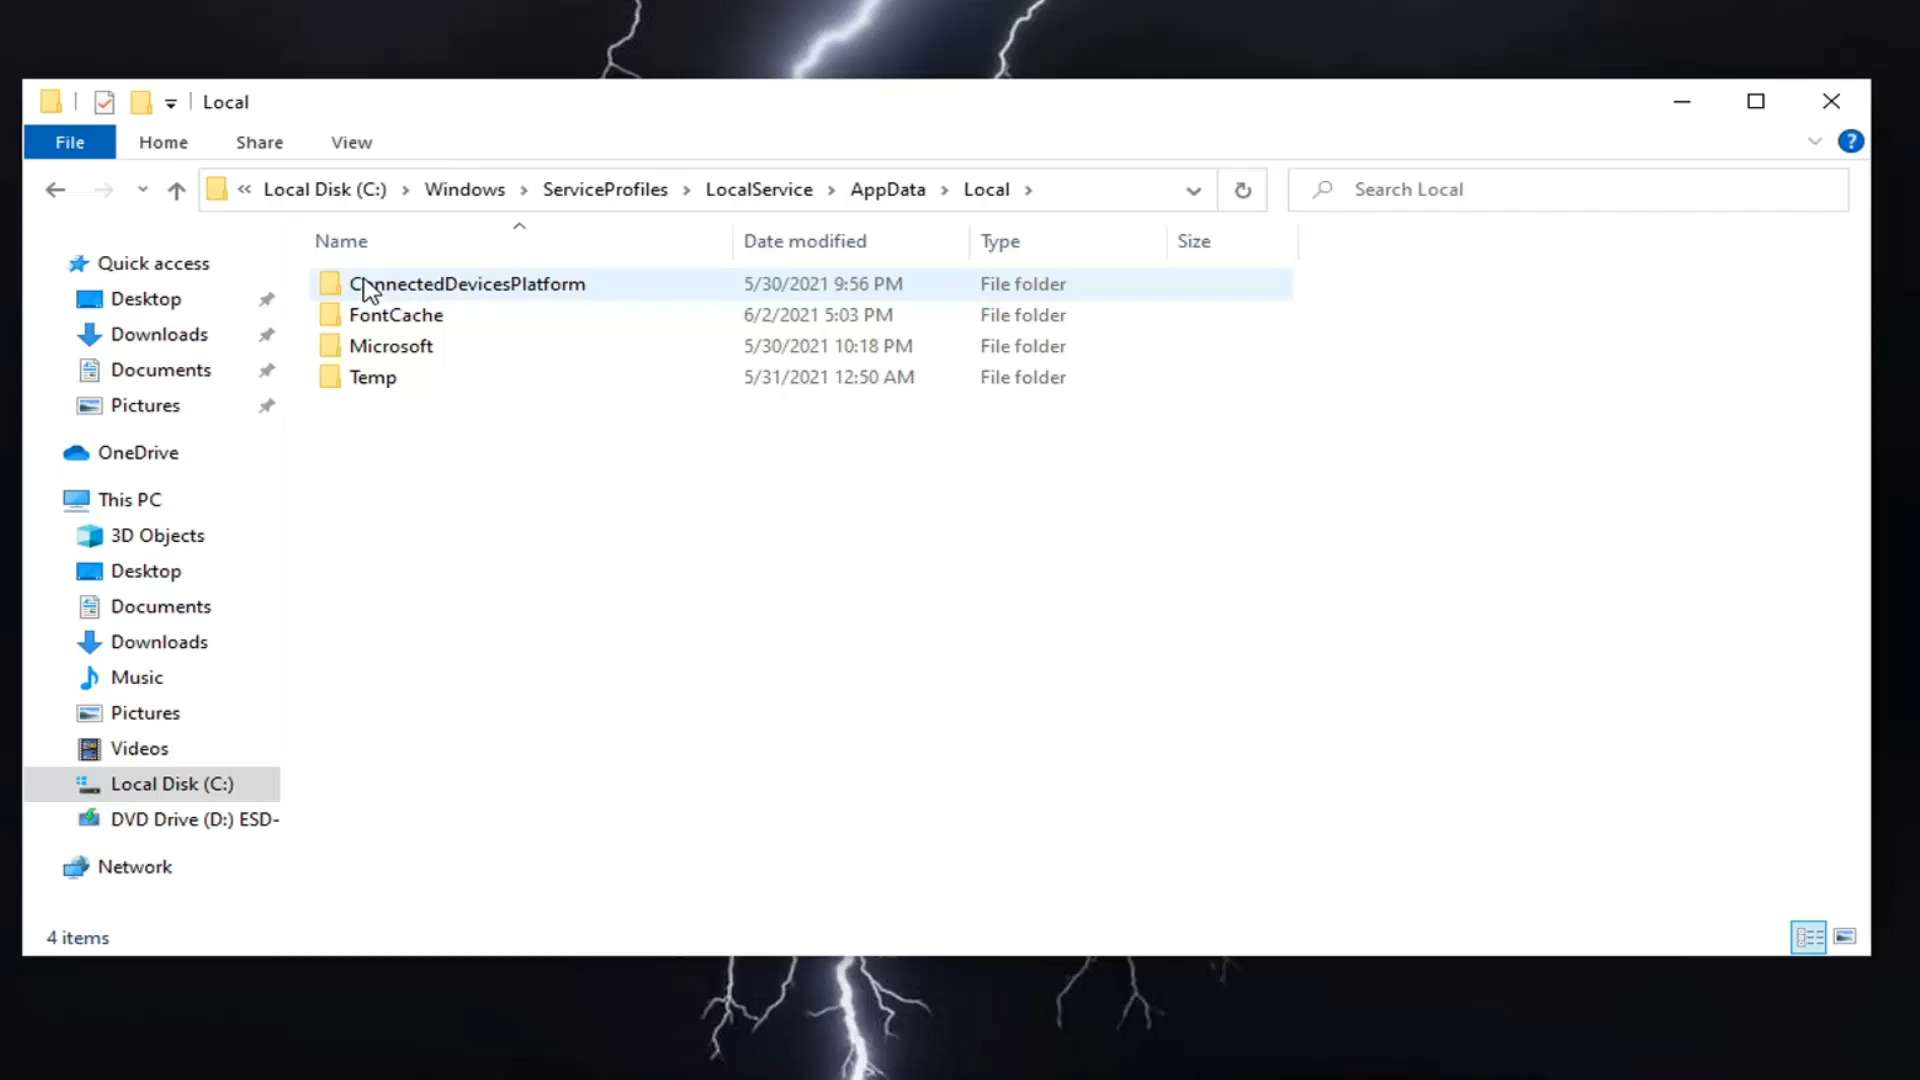 Local
File Home Share View ?
« Local Disk (C:) › Windows › ServiceProfiles › LocalService › AppData › Local ›
Search Local
Name Date modified Type Size
ConnectedDevicesPlatform 5/30/2021 9:56 PM File folder
FontCache 6/2/2021 5:03 PM File folder
Microsoft 5/30/2021 10:18 PM File folder
Temp 5/31/2021 12:50 AM File folder
Quick access
Desktop
Downloads
Documents
Pictures
OneDrive
This PC
3D Objects
Desktop
Documents
Downloads
Music
Pictures
Videos
Local Disk (C:)
DVD Drive (D:) ESD-
Network
4 items